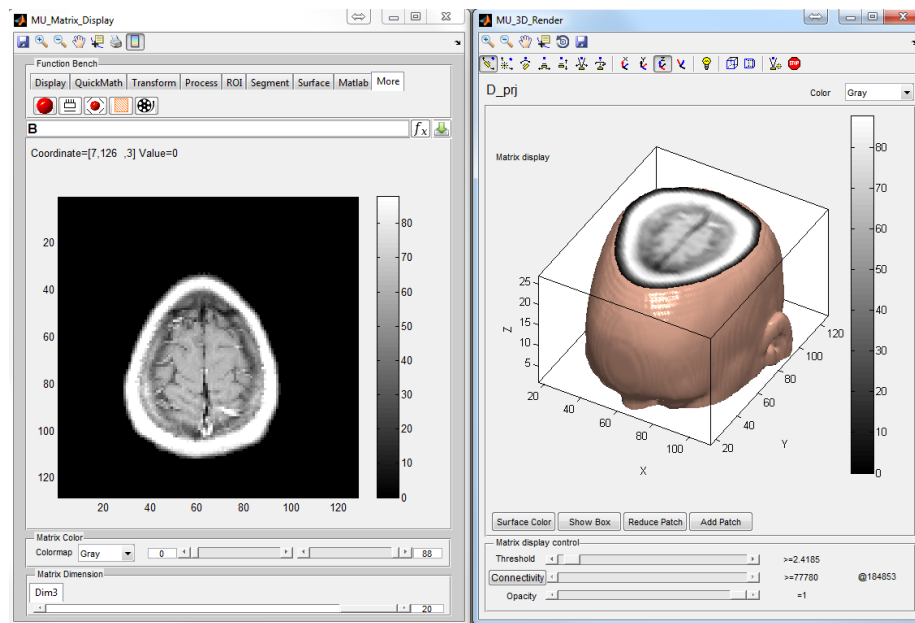 MU_Matrix_Display
Function Bench
Display QuickMath Transform Process ROI Segment Surface Matlab More
B fx
Coordinate=[7,126 ,3] Value=0
20
40
60
80
100
120
20 40 60 80 100 120
80
70
60
50
40
30
20
10
0
Matrix Color
Colormap Gray 0 88
Matrix Dimension
Dim3
20
MU_3D_Render
STOP
D_prj Color Gray
Matrix display
25
20
15
10
5
Z
20
40
60
80
100
X
20
40
60
80
100
120
Y
80
70
60
50
40
30
20
10
0
Surface Color Show Box Reduce Patch Add Patch
Matrix display control
Threshold >=2.4185
Connectivity >=77780 @184853
Opacity =1